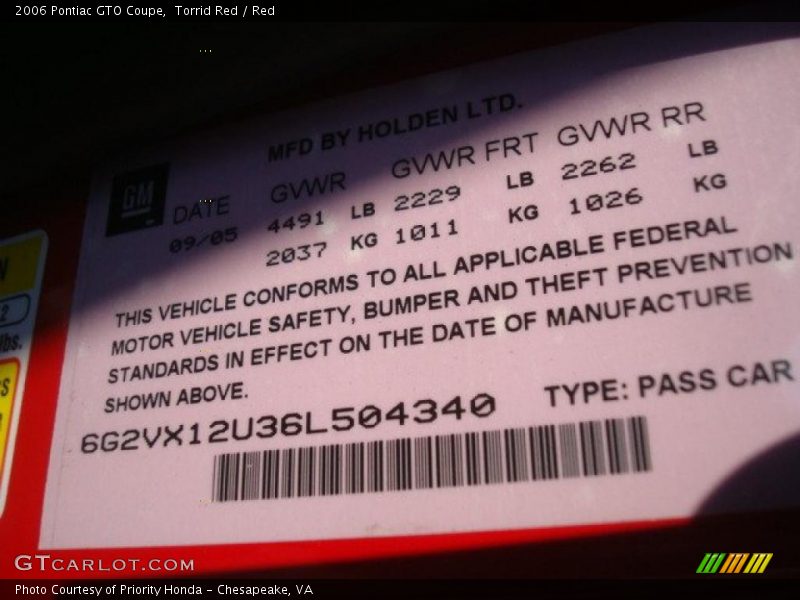 2006 Pontiac GTO Coupe,  Torrid Red / Red
MFD BY HOLDEN LTD.
GM
DATE GVWR GVWR FRT GVWR RR
09/05 4491 LB 2229 LB 2262 LB
2037 KG 1011 KG 1026 KG
THIS VEHICLE CONFORMS TO ALL APPLICABLE FEDERAL
MOTOR VEHICLE SAFETY, BUMPER AND THEFT PREVENTION
STANDARDS IN EFFECT ON THE DATE OF MANUFACTURE
SHOWN ABOVE.
6G2VX12U36L504340 TYPE: PASS CAR
GTCARLOT.COM
Photo Courtesy of Priority Honda - Chesapeake, VA